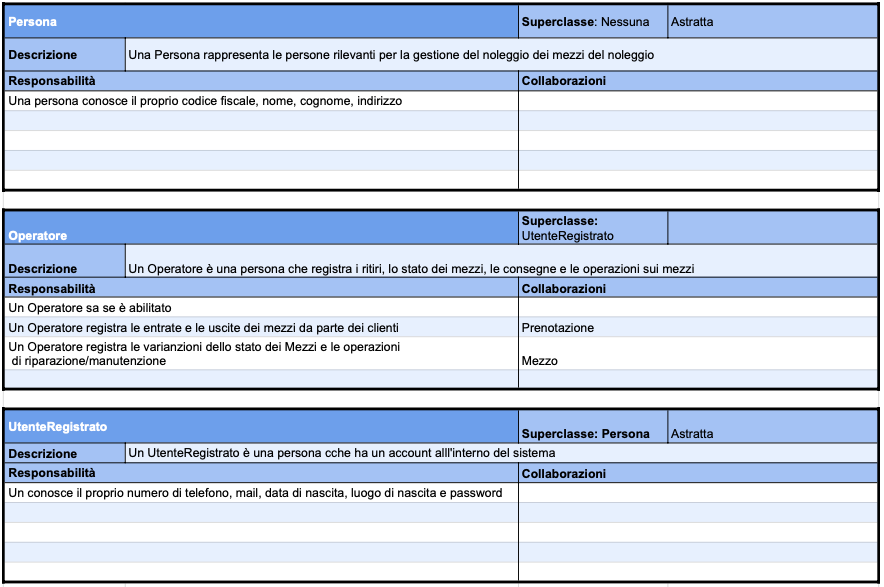 Persona
Superclasse: Nessuna
Astratta
Descrizione
Una Persona rappresenta le persone rilevanti per la gestione del noleggio dei mezzi del noleggio
Responsabilità
Collaborazioni
Una persona conosce il proprio codice fiscale, nome, cognome, indirizzo
Operatore
Superclasse:
UtenteRegistrato
Descrizione
Un Operatore è una persona che registra i ritiri, lo stato dei mezzi, le consegne e le operazioni sui mezzi
Responsabilità
Collaborazioni
Un Operatore sa se è abilitato
Un Operatore registra le entrate e le uscite dei mezzi da parte dei clienti
Prenotazione
Un Operatore registra le varianzioni dello stato dei Mezzi e le operazioni
di riparazione/manutenzione
Mezzo
UtenteRegistrato
Superclasse: Persona
Astratta
Descrizione
Un UtenteRegistrato è una persona cche ha un account alll'interno del sistema
Responsabilità
Collaborazioni
Un conosce il proprio numero di telefono, mail, data di nascita, luogo di nascita e password